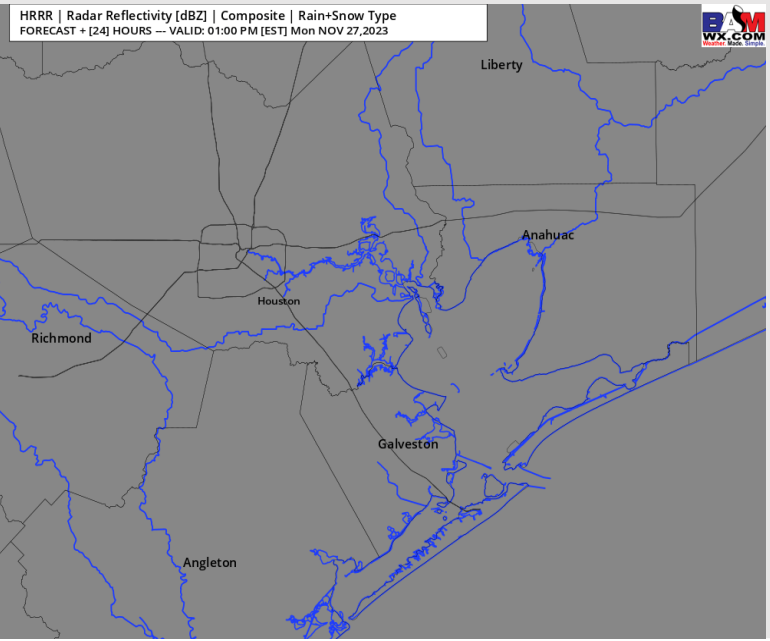 HRRR | Radar Reflectivity [dBZ] | Composite | Rain+Snow Type
FORECAST + [24] HOURS --- VALID: 01:00 PM [EST] Mon NOV 27,2023
BAM
WX.COM
Weather. Made. Simple.
Liberty
Anahuac
Houston
Richmond
Galveston
Angleton